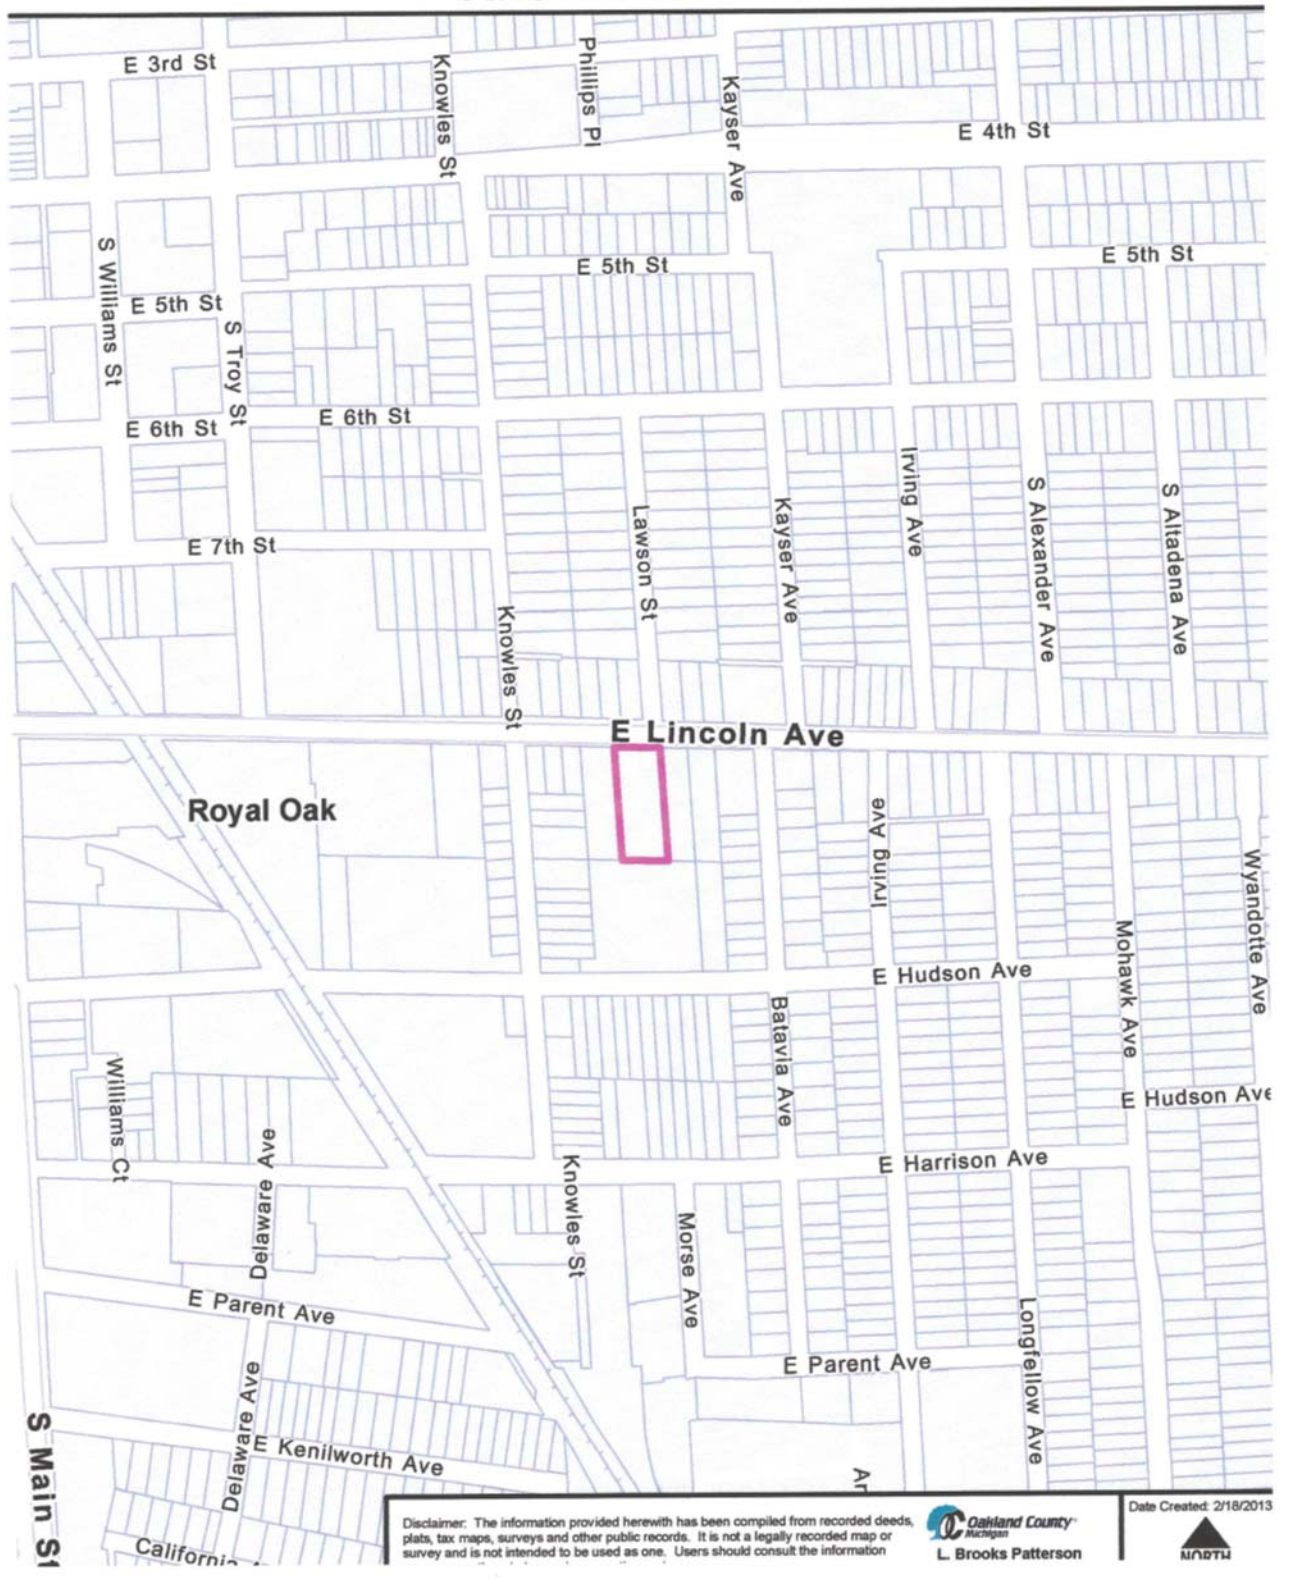 E 3rd St
Knowles St
Phillips Pl
Kayser Ave
E 4th St
S Williams St
E 5th St
E 5th St
E 5th St
S Troy St
E 6th St
E 6th St
Lawson St
Kayser Ave
Irving Ave
S Alexander Ave
S Altadena Ave
E 7th St
Knowles St
E Lincoln Ave
Royal Oak
Irving Ave
Wyandotte Ave
Mohawk Ave
E Hudson Ave
Batavia Ave
Williams Ct
E Hudson Ave
Delaware Ave
E Harrison Ave
Knowles St
Morse Ave
E Parent Ave
Longfellow Ave
E Parent Ave
Delaware Ave
S Main St
E Kenilworth Ave
Ar
California
Disclaimer: The information provided herewith has been compiled from recorded deeds,
plats, tax maps, surveys and other public records. It is not a legally recorded map or
survey and is not intended to be used as one. Users should consult the information
Oakland County
Michigan
L. Brooks Patterson
Date Created: 2/18/2013
NORTH